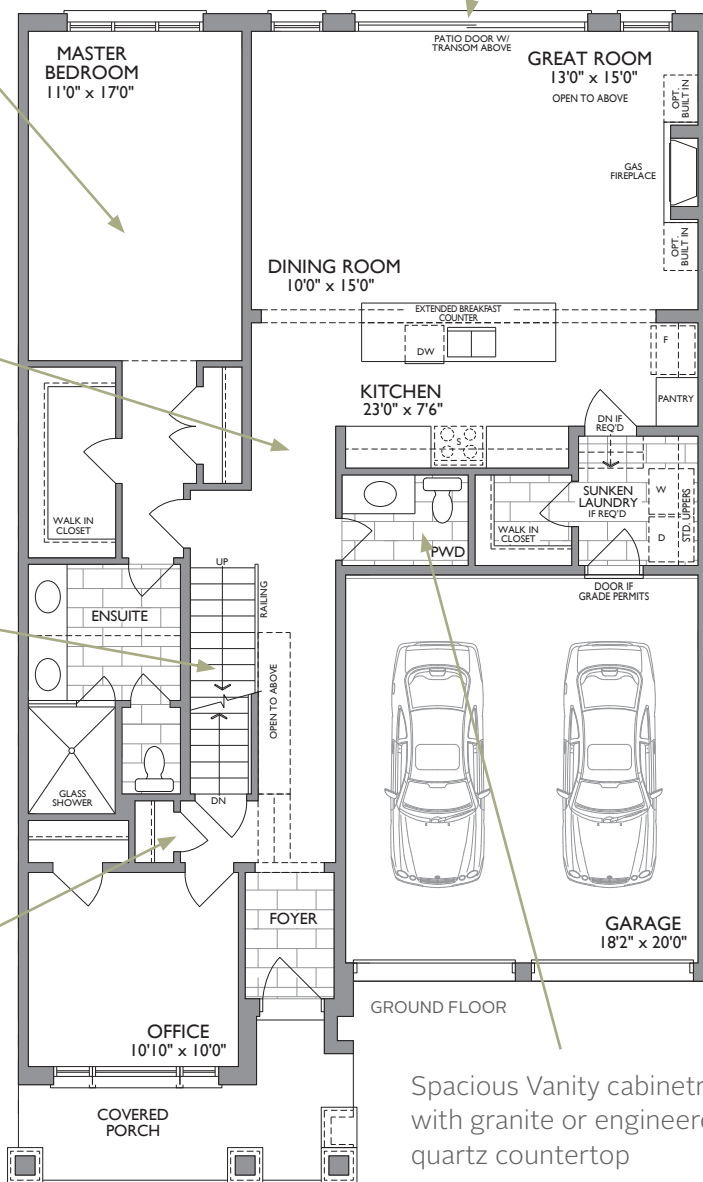 PATIO DOOR W/
TRANSOM ABOVE
MASTER
BEDROOM
11'0" x 17'0"
GREAT ROOM
13'0" x 15'0"
OPEN TO ABOVE
OPT.
BUILT IN
GAS
FIREPLACE
OPT.
BUILT IN
DINING ROOM
10'0" x 15'0"
EXTENDED BREAKFAST
COUNTER
DW
F
KITCHEN
23'0" x 7'6"
PANTRY
DN IF
REQ'D
S
SUNKEN
LAUNDRY
IF REQ'D
W
D
STD. UPPERS
WALK IN
CLOSET
WALK IN
CLOSET
PWD
UP
RAILING
DOOR IF
GRADE PERMITS
ENSUITE
OPEN TO ABOVE
GLASS
SHOWER
DN
FOYER
GARAGE
18'2" x 20'0"
GROUND FLOOR
OFFICE
10'10" x 10'0"
COVERED
PORCH
Spacious Vanity cabinetr
with granite or engineere
quartz countertop